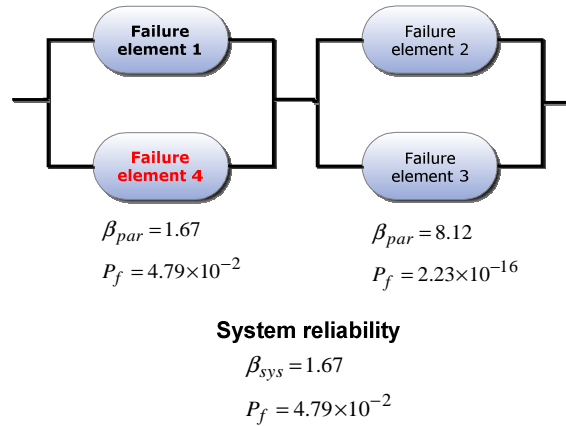 Failure
element 1
Failure
element 2
Failure
element 4
Failure
element 3
β_par = 1.67
P_f = 4.79×10^−2
β_par = 8.12
P_f = 2.23×10^−16
System reliability
β_sys = 1.67
P_f = 4.79×10^−2